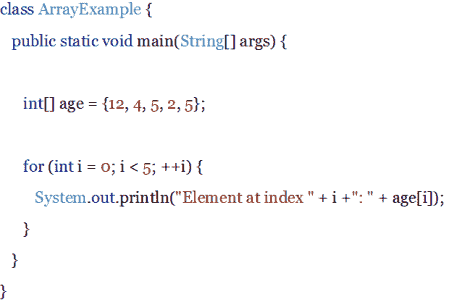 class ArrayExample {
public static void main(String[] args) {
int[] age = {12, 4, 5, 2, 5};
for (int i = 0; i < 5; ++i) {
System.out.println("Element at index " + i +": " + age[i]);
}
}
}